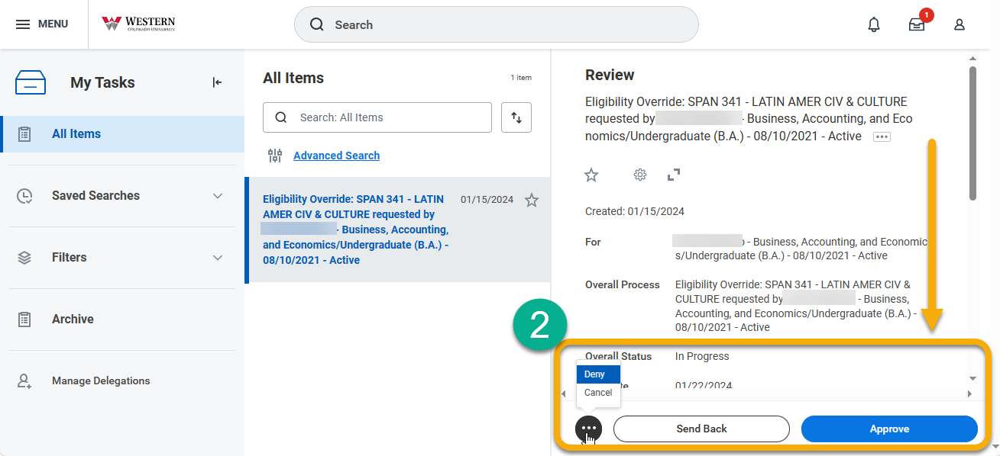 MENU
WESTERN
COLORADO UNIVERSITY
Search
1
My Tasks
All Items
Saved Searches
Filters
Archive
Manage Delegations
All Items
1 item
Search: All Items
Advanced Search
Eligibility Override: SPAN 341 - LATIN
AMER CIV & CULTURE requested by
- Business, Accounting,
and Economics/Undergraduate (B.A.) -
08/10/2021 - Active
01/15/2024
Review
Eligibility Override: SPAN 341 - LATIN AMER CIV & CULTURE
requested by - Business, Accounting, and Eco
nomics/Undergraduate (B.A.) - 08/10/2021 - Active
Created: 01/15/2024
For
- Business, Accounting, and Economic
s/Undergraduate (B.A.) - 08/10/2021 - Active
Overall Process
Eligibility Override: SPAN 341 - LATIN AMER CIV &
CULTURE requested by - Business,
Accounting, and Economics/Undergraduate (B.A.) -
08/10/2021 - Active
2
Overall Status
In Progress
01/22/2024
Deny
Cancel
Send Back
Approve